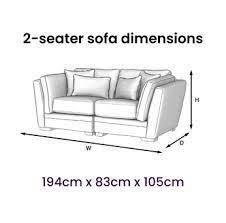 2-seater sofa dimensions
H
D
W
194cm x 83cm x 105cm